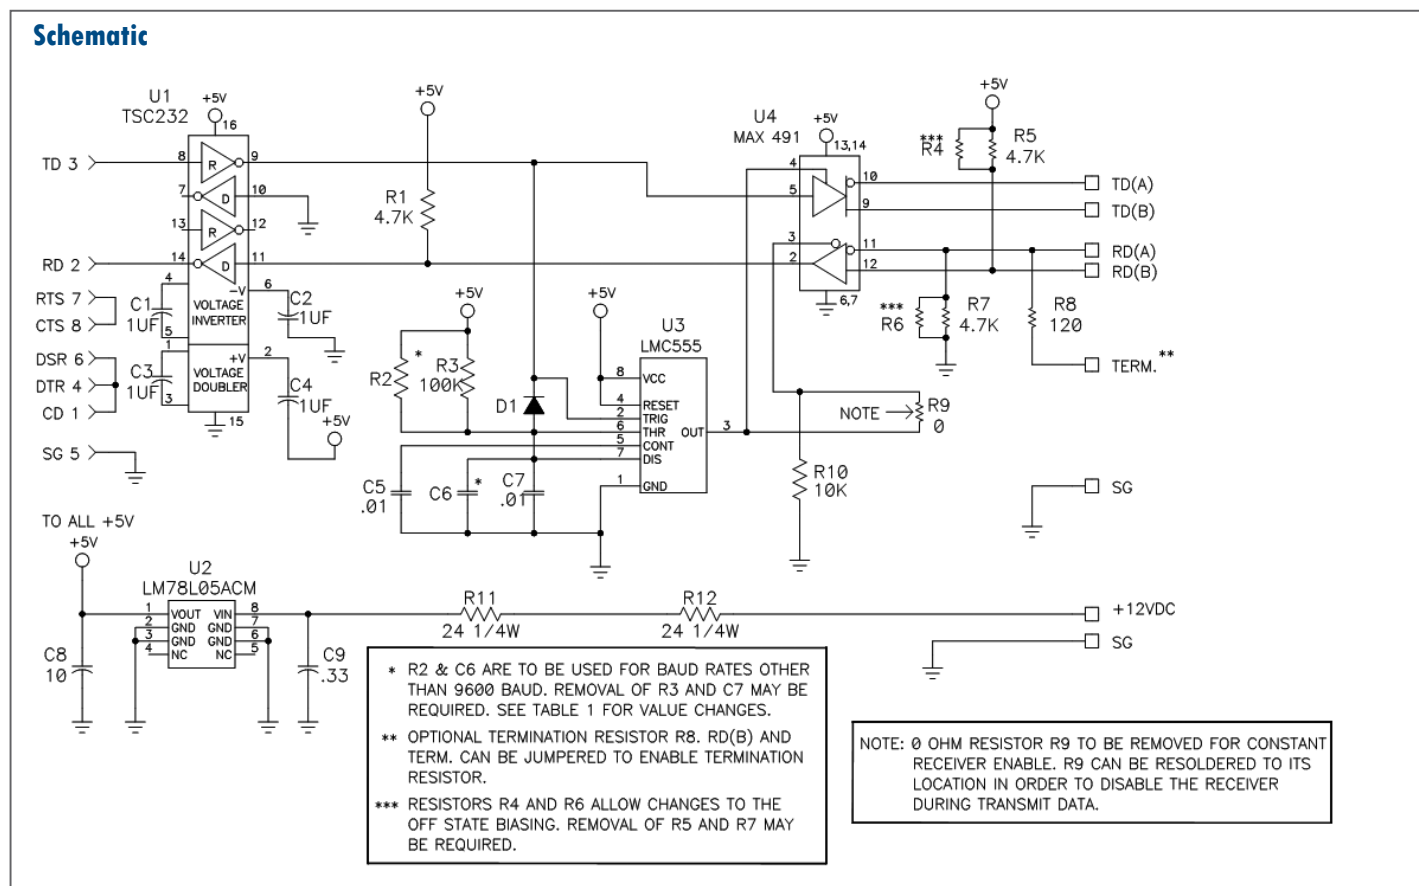 Schematic
U1
TSC232
+5V
16
TD 3
8
R
9
7
D
10
13
R
12
RD 2
14
D
11
RTS 7
CTS 8
DSR 6
DTR 4
CD 1
SG 5
4
C1
1UF
5
–V
VOLTAGE
INVERTER
6
C2
1UF
1
C3
1UF
3
+V
VOLTAGE
DOUBLER
2
C4
1UF
+5V
15
+5V
R1
4.7K
U4
MAX 491
+5V
13,14
4
5
10
9
3
2
11
12
6,7
+5V
***
R4
R5
4.7K
TD(A)
TD(B)
RD(A)
RD(B)
***
R6
R7
4.7K
R8
120
TERM. **
+5V
*
R2
R3
100K
D1
+5V
U3
LMC555
8
VCC
4
RESET
2
TRIG
6
THR
OUT
3
5
CONT
7
DIS
1
GND
C5
.01
C6
*
C7
.01
NOTE
R9
0
R10
10K
SG
TO ALL +5V
+5V
U2
LM78L05ACM
1
VOUT
VIN
8
2
GND
GND
7
3
GND
GND
6
4
NC
NC
5
C8
10
C9
.33
R11
24 1/4W
R12
24 1/4W
+12VDC
SG
* R2 & C6 ARE TO BE USED FOR BAUD RATES OTHER
THAN 9600 BAUD. REMOVAL OF R3 AND C7 MAY BE
REQUIRED. SEE TABLE 1 FOR VALUE CHANGES.
** OPTIONAL TERMINATION RESISTOR R8. RD(B) AND
TERM. CAN BE JUMPERED TO ENABLE TERMINATION
RESISTOR.
*** RESISTORS R4 AND R6 ALLOW CHANGES TO THE
OFF STATE BIASING. REMOVAL OF R5 AND R7 MAY
BE REQUIRED.
NOTE: 0 OHM RESISTOR R9 TO BE REMOVED FOR CONSTANT
RECEIVER ENABLE. R9 CAN BE RESOLDERED TO ITS
LOCATION IN ORDER TO DISABLE THE RECEIVER
DURING TRANSMIT DATA.